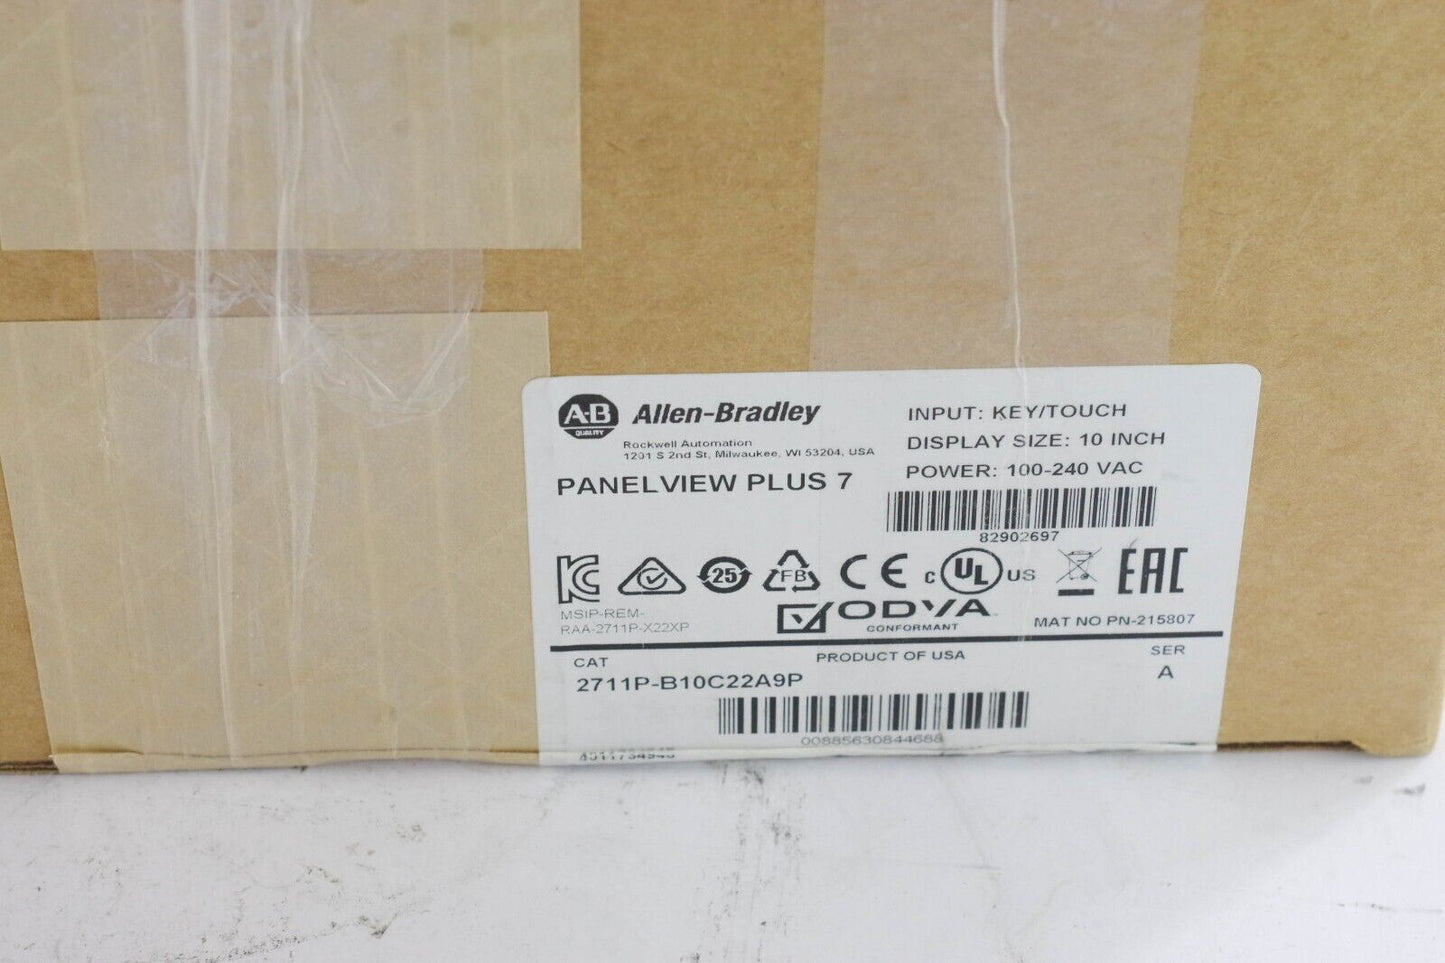 A·B
QUALITY
Allen-Bradley
Rockwell Automation
1201 S 2nd St, Milwaukee, WI 53204, USA
PANELVIEW PLUS 7
INPUT: KEY/TOUCH
DISPLAY SIZE: 10 INCH
POWER: 100-240 VAC
82902697
KC
25
FB
CE
C UL US
EAC
MSIP-REM-
RAA-2711P-X22XP
ODVA
CONFORMANT
MAT NO PN-215807
CAT
PRODUCT OF USA
SER
2711P-B10C22A9P
A
00885630844688